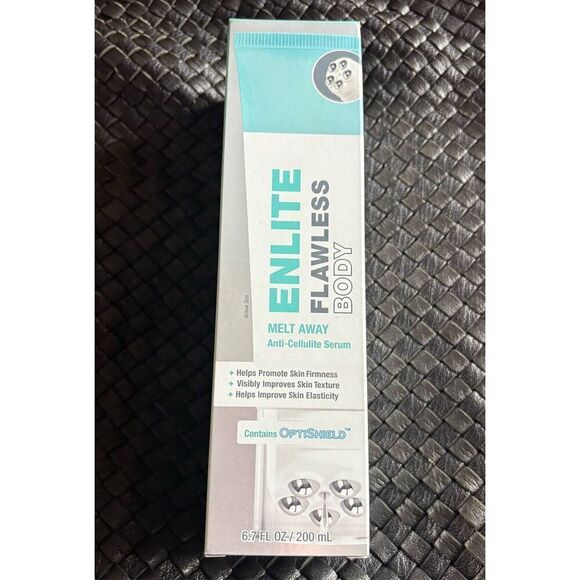 ENLITE
FLAWLESS
BODY
MELT AWAY
Anti-Cellulite Serum
Actual Size
+ Helps Promote Skin Firmness
+ Visibly Improves Skin Texture
+ Helps Improve Skin Elasticity
Contains OPTISHIELD™
6.7 FL OZ / 200 mL